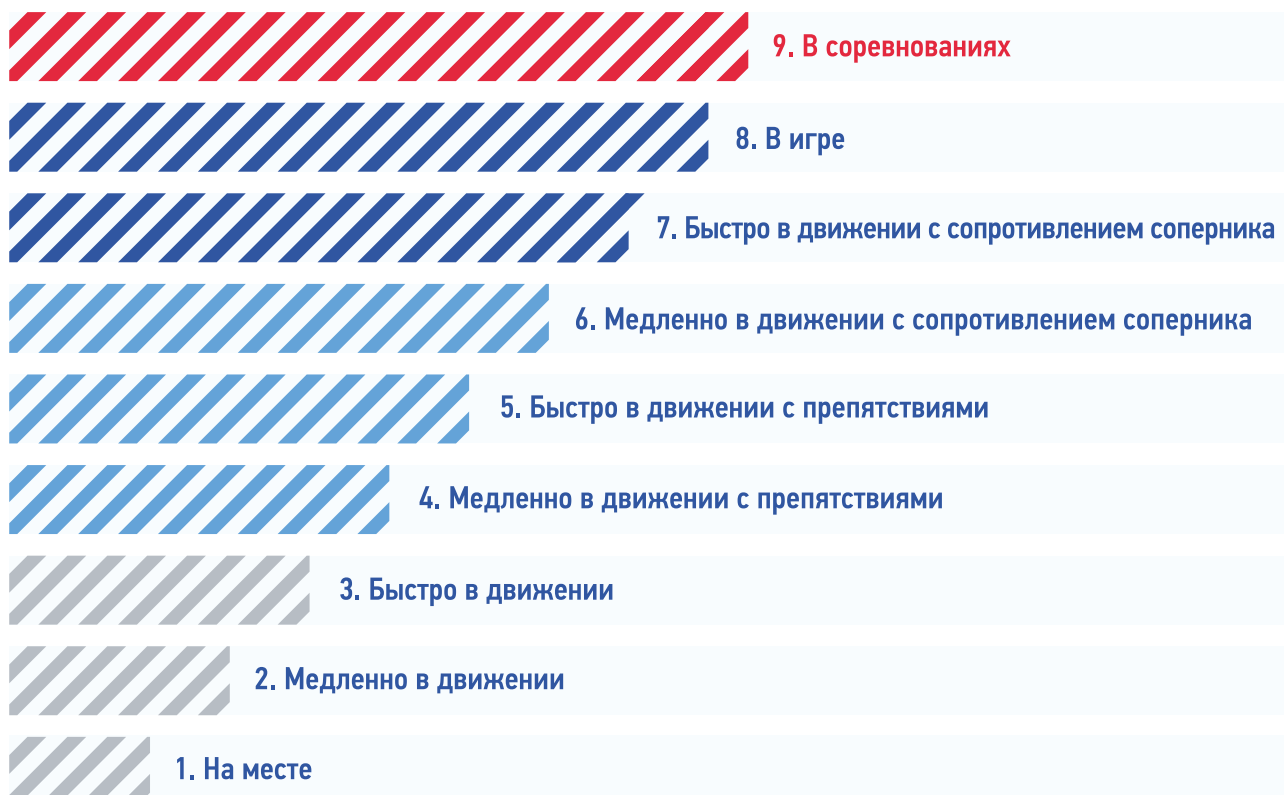 9. В соревнованиях
8. В игре
7. Быстро в движении с сопротивлением соперника
6. Медленно в движении с сопротивлением соперника
5. Быстро в движении с препятствиями
4. Медленно в движении с препятствиями
3. Быстро в движении
2. Медленно в движении
1. На месте